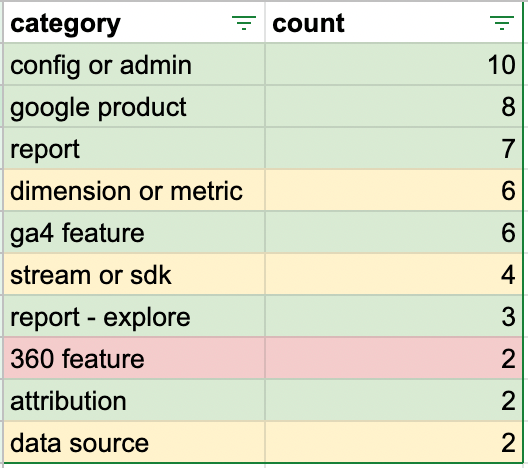 category count
config or admin 10
google product 8
report 7
dimension or metric 6
ga4 feature 6
stream or sdk 4
report - explore 3
360 feature 2
attribution 2
data source 2